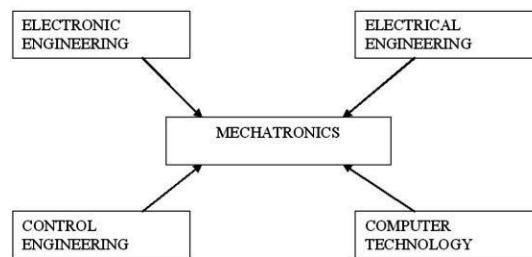 ELECTRONIC
ENGINEERING
ELECTRICAL
ENGINEERING
MECHATRONICS
CONTROL
ENGINEERING
COMPUTER
TECHNOLOGY